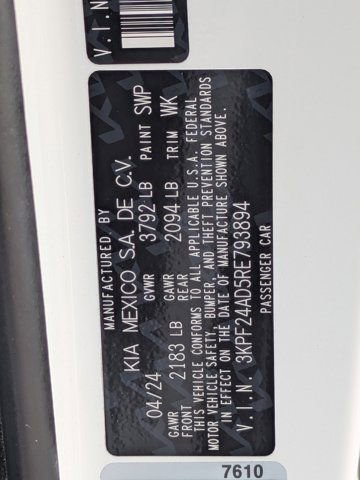 V.I.N
MANUFACTURED BY
KIA MEXICO S.A. DE C.V.
04/24 GVWR 3792 LB PAINT SWP
GAWR FRONT 2183 LB GAWR REAR 2094 LB TRIM WK
THIS VEHICLE CONFORMS TO ALL APPLICABLE U.S.A. FEDERAL
MOTOR VEHICLE SAFETY, BUMPER, AND THEFT PREVENTION STANDARDS
IN EFFECT ON THE DATE OF MANUFACTURE SHOWN ABOVE.
V.I.N. 3KPF24AD5RE793894
PASSENGER CAR
7610